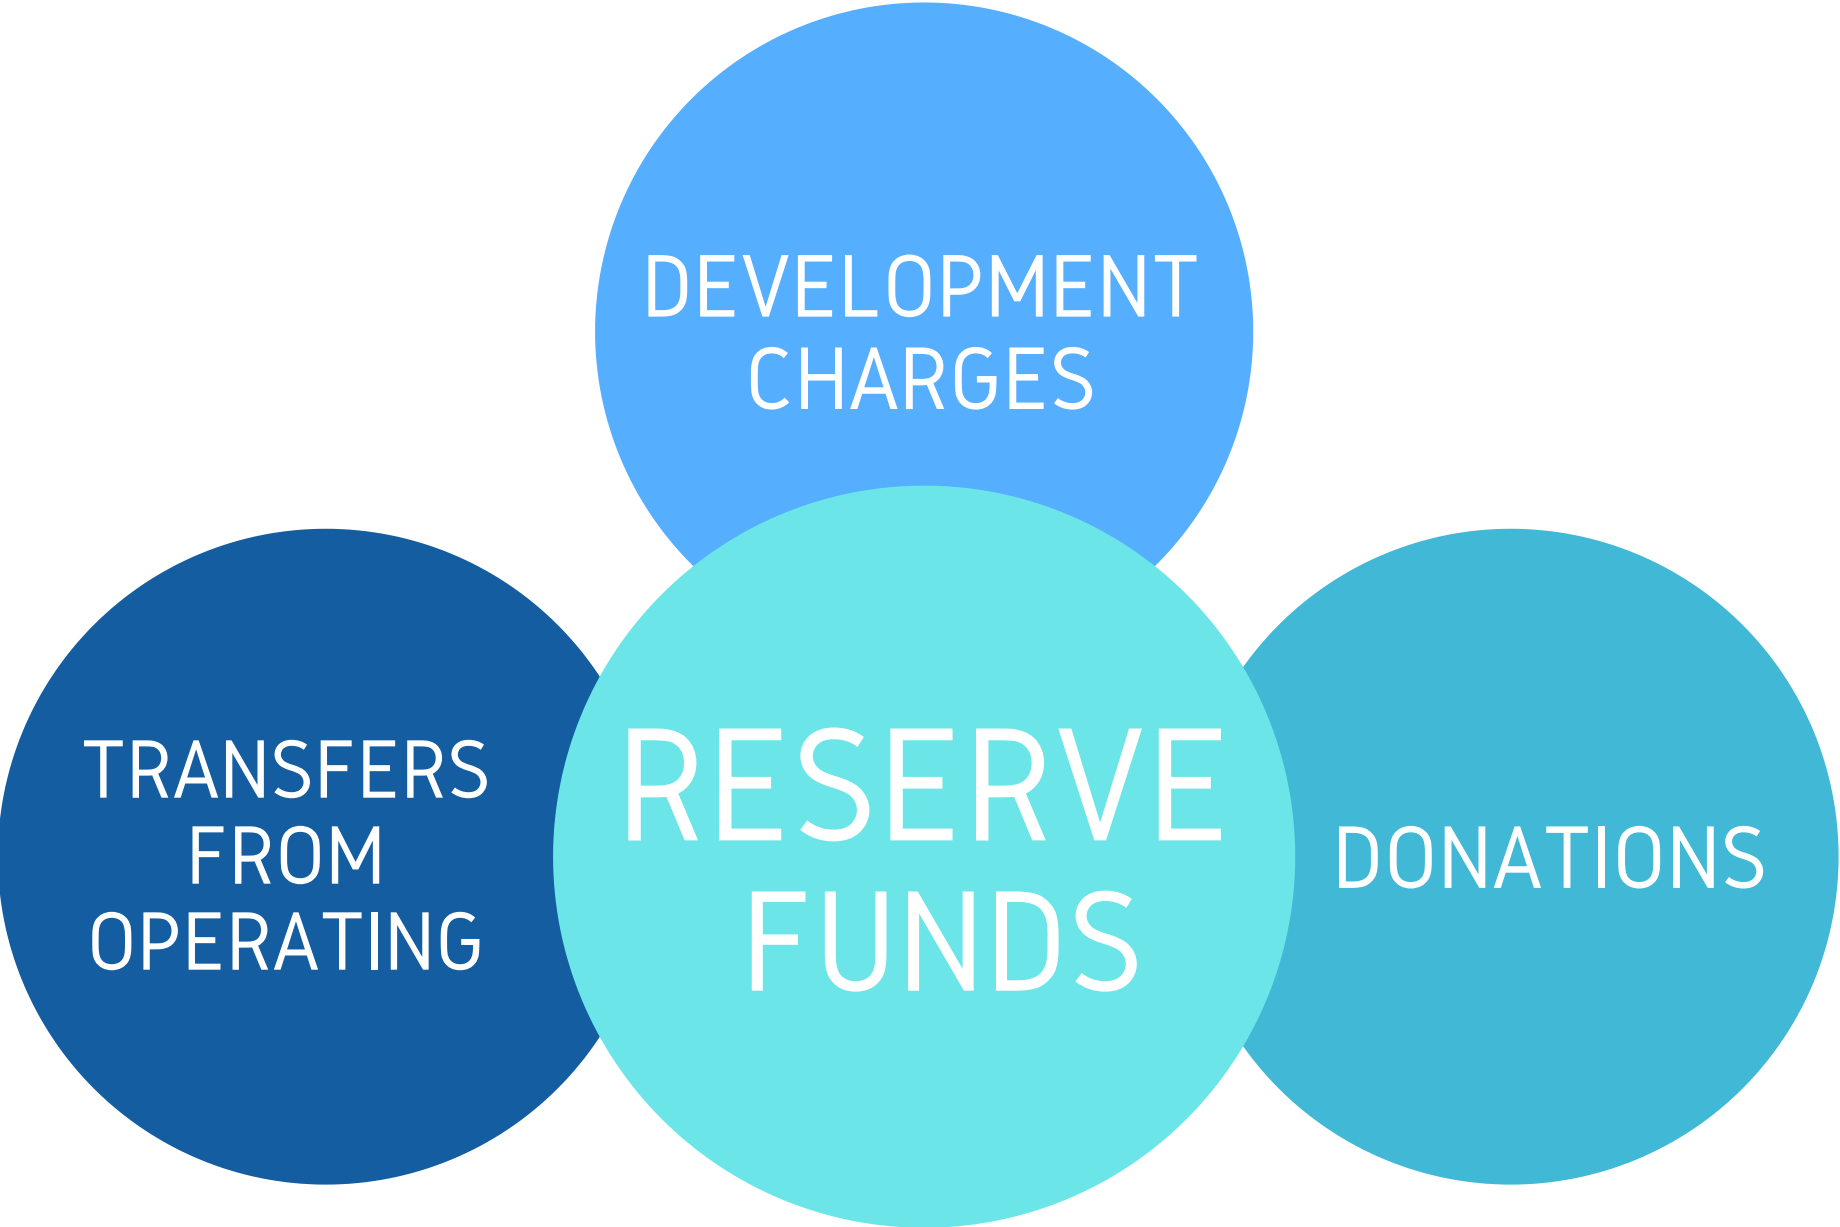 DEVELOPMENT
CHARGES
TRANSFERS
FROM
OPERATING
RESERVE
FUNDS
DONATIONS